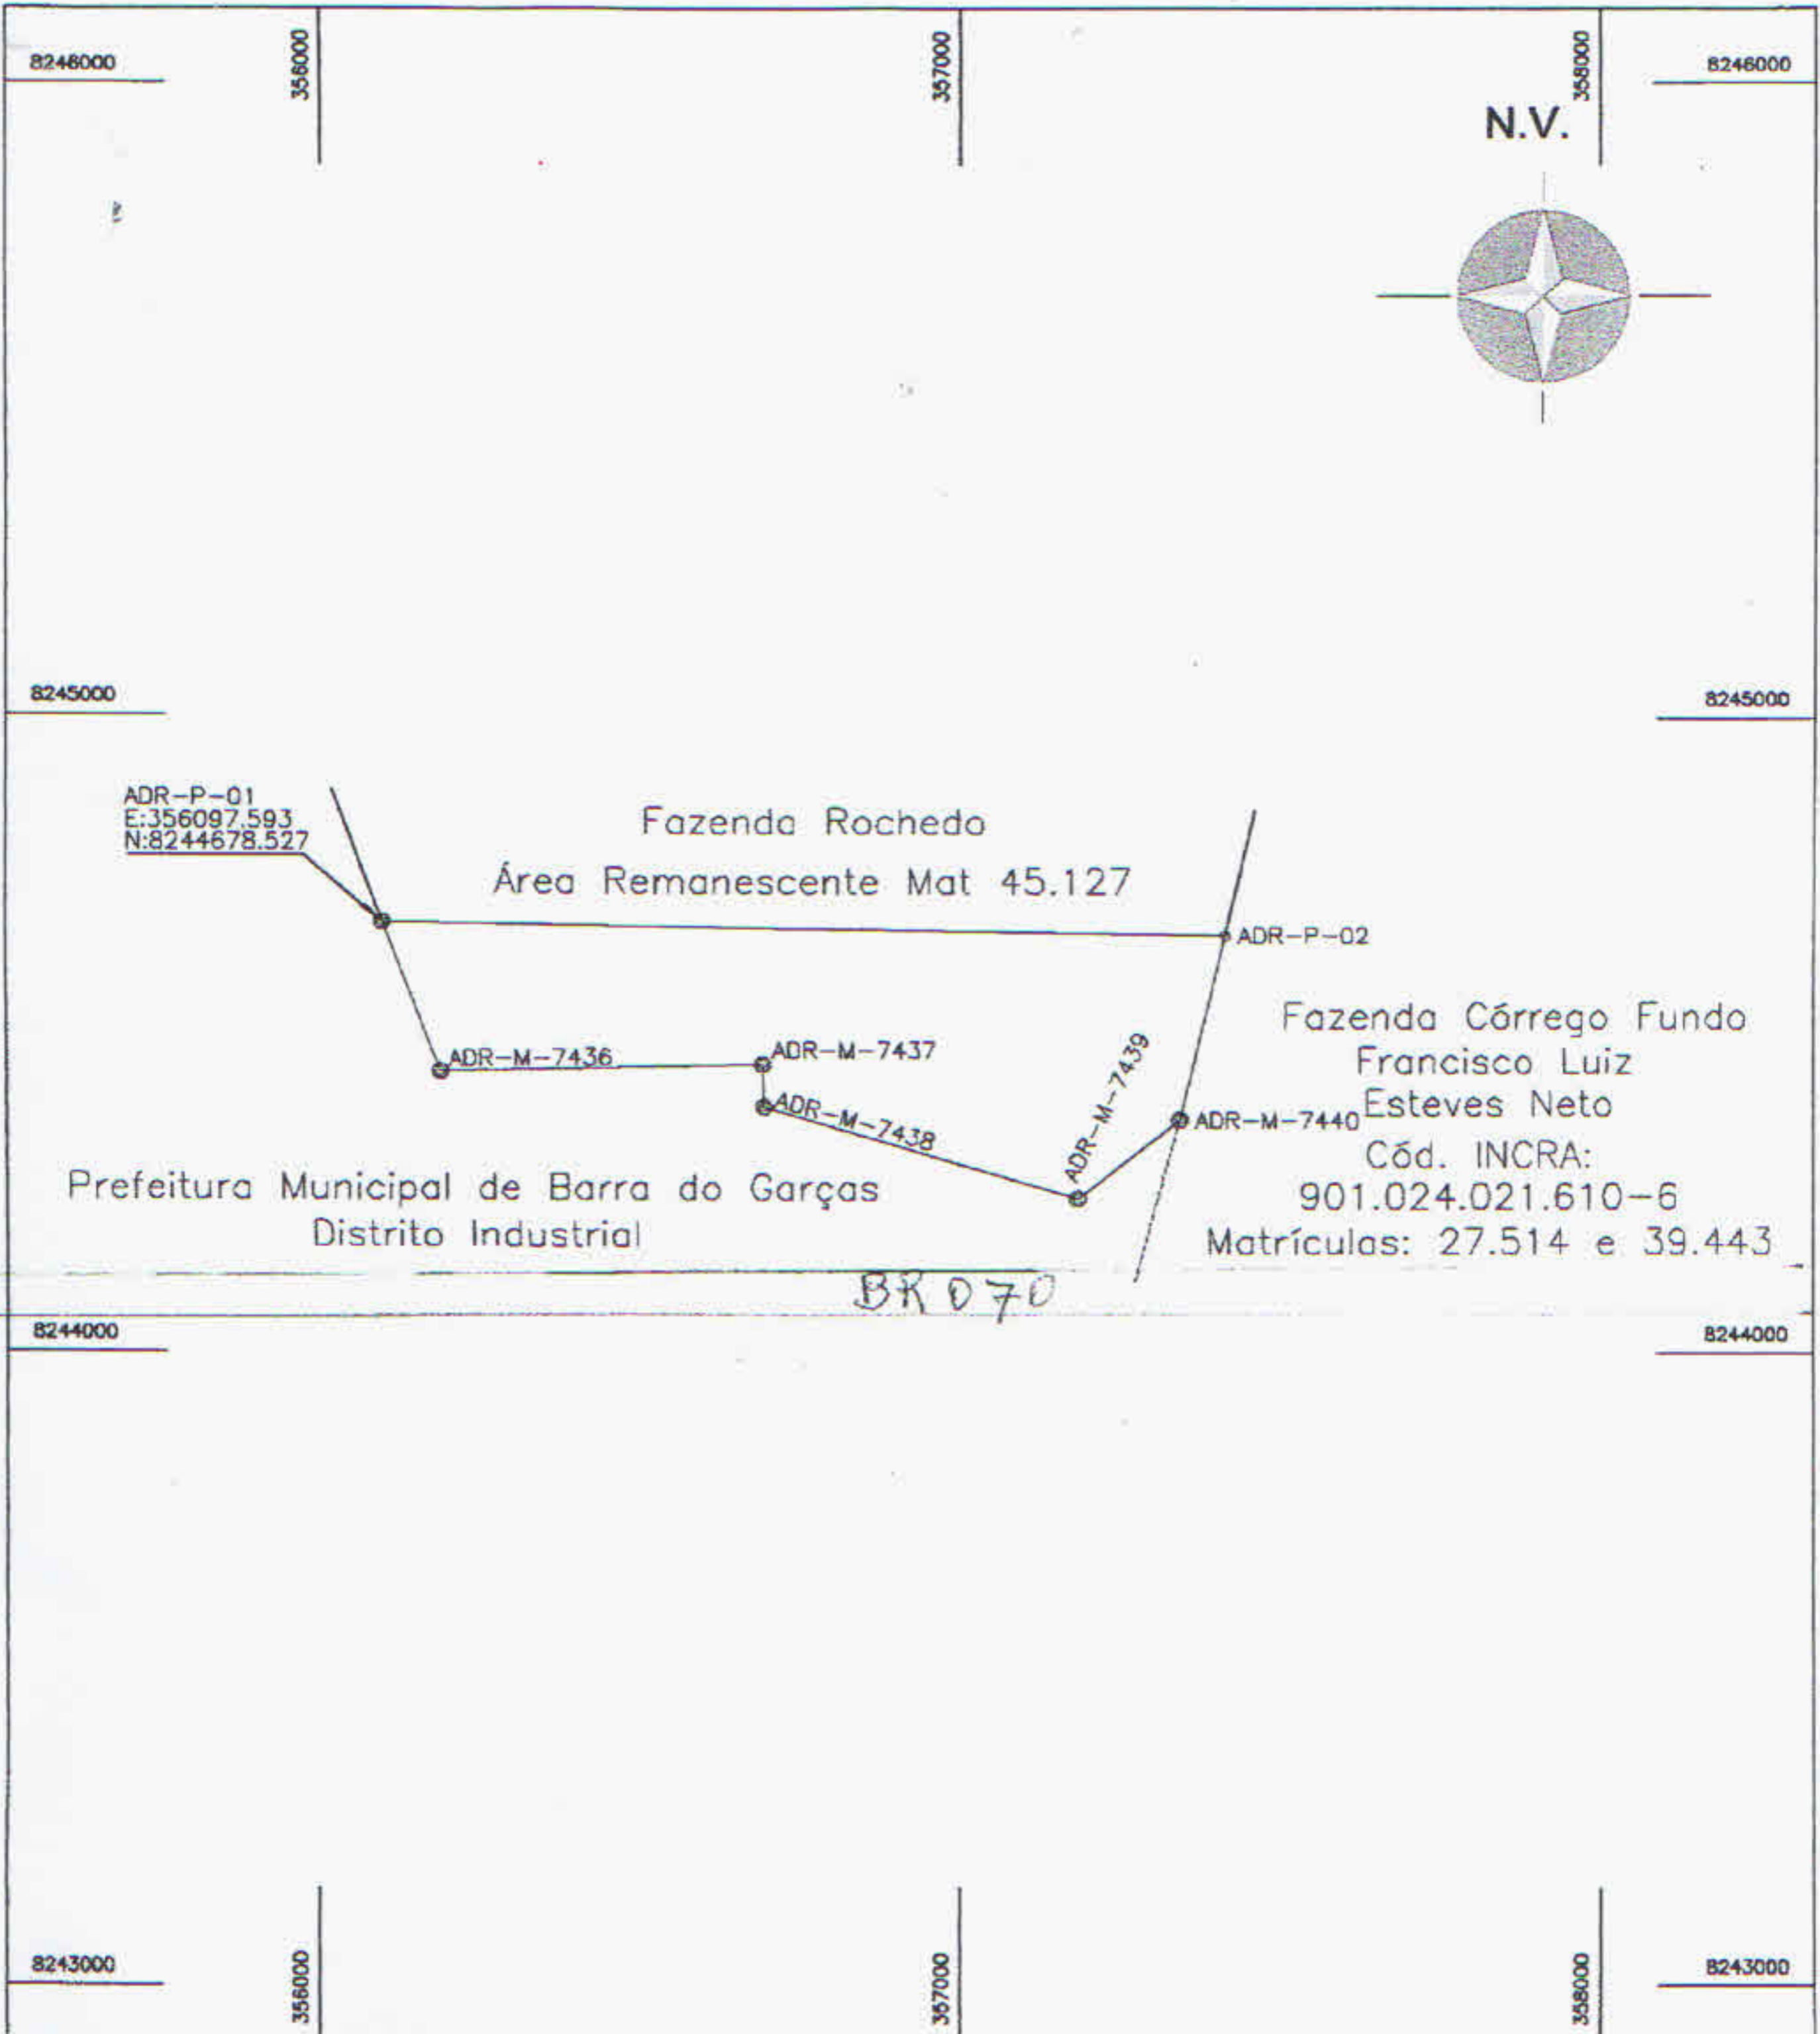 8246000
356000
357000
358000
8246000
N.V.
8245000
8245000
ADR-P-01
E:356097.593
N:8244678.527
Fazenda Rochedo
Área Remanescente Mat 45.127
ADR-P-02
ADR-M-7436
ADR-M-7437
ADR-M-7438
ADR-M-7439
ADR-M-7440
Fazenda Córrego Fundo
Francisco Luiz
Esteves Neto
Cód. INCRA:
901.024.021.610-6
Matrículas: 27.514 e 39.443
Prefeitura Municipal de Barra do Garças
Distrito Industrial
BR 070
8244000
8244000
8243000
356000
357000
358000
8243000